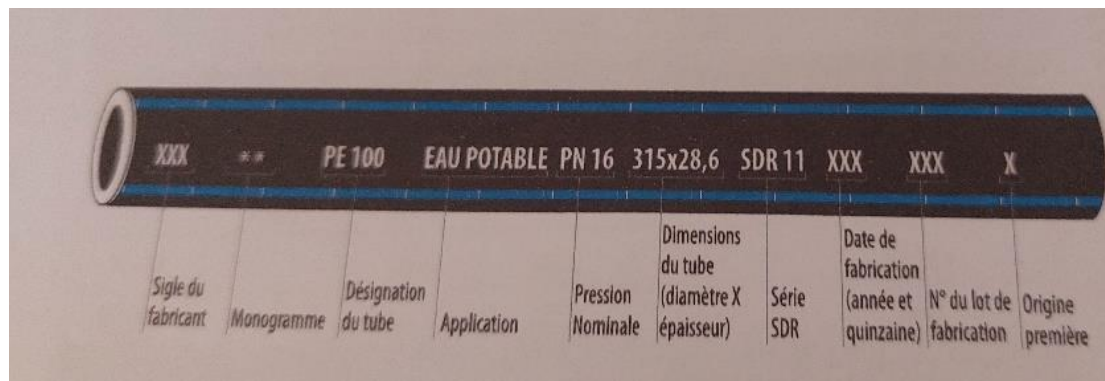 XXX ** PE 100 EAU POTABLE PN 16 315x28,6 SDR 11 XXX XXX X
Sigle du
fabricant
Monogramme
Désignation
du tube
Application
Pression
Nominale
Dimensions
du tube
(diamètre X
épaisseur)
Série
SDR
Date de
fabrication
(année et
quinzaine)
N° du lot de
fabrication
Origine
première